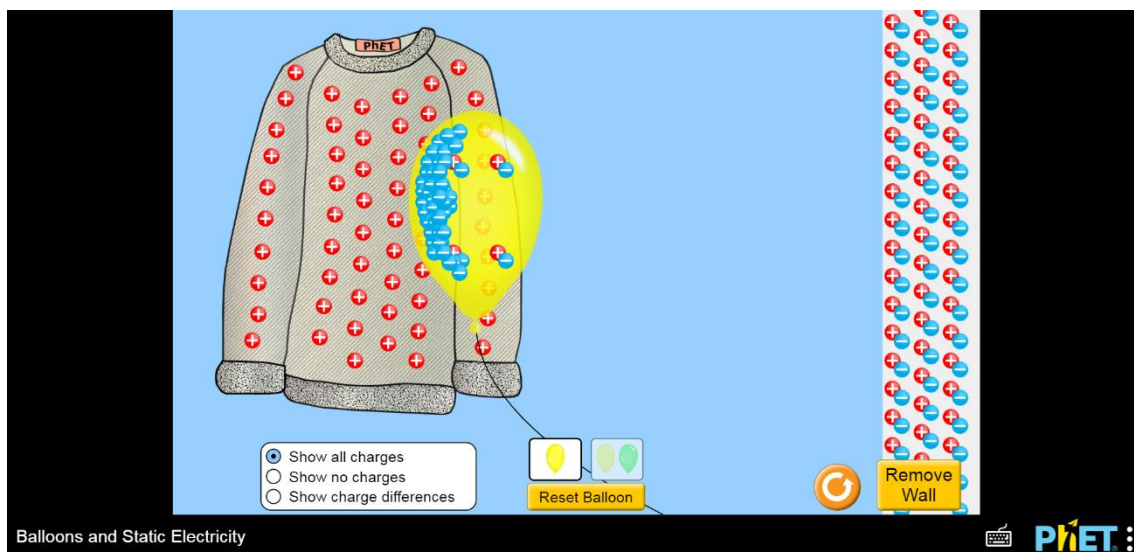 PhET
Show all charges
Show no charges
Show charge differences
Reset Balloon
Remove
Wall
Balloons and Static Electricity
PhET